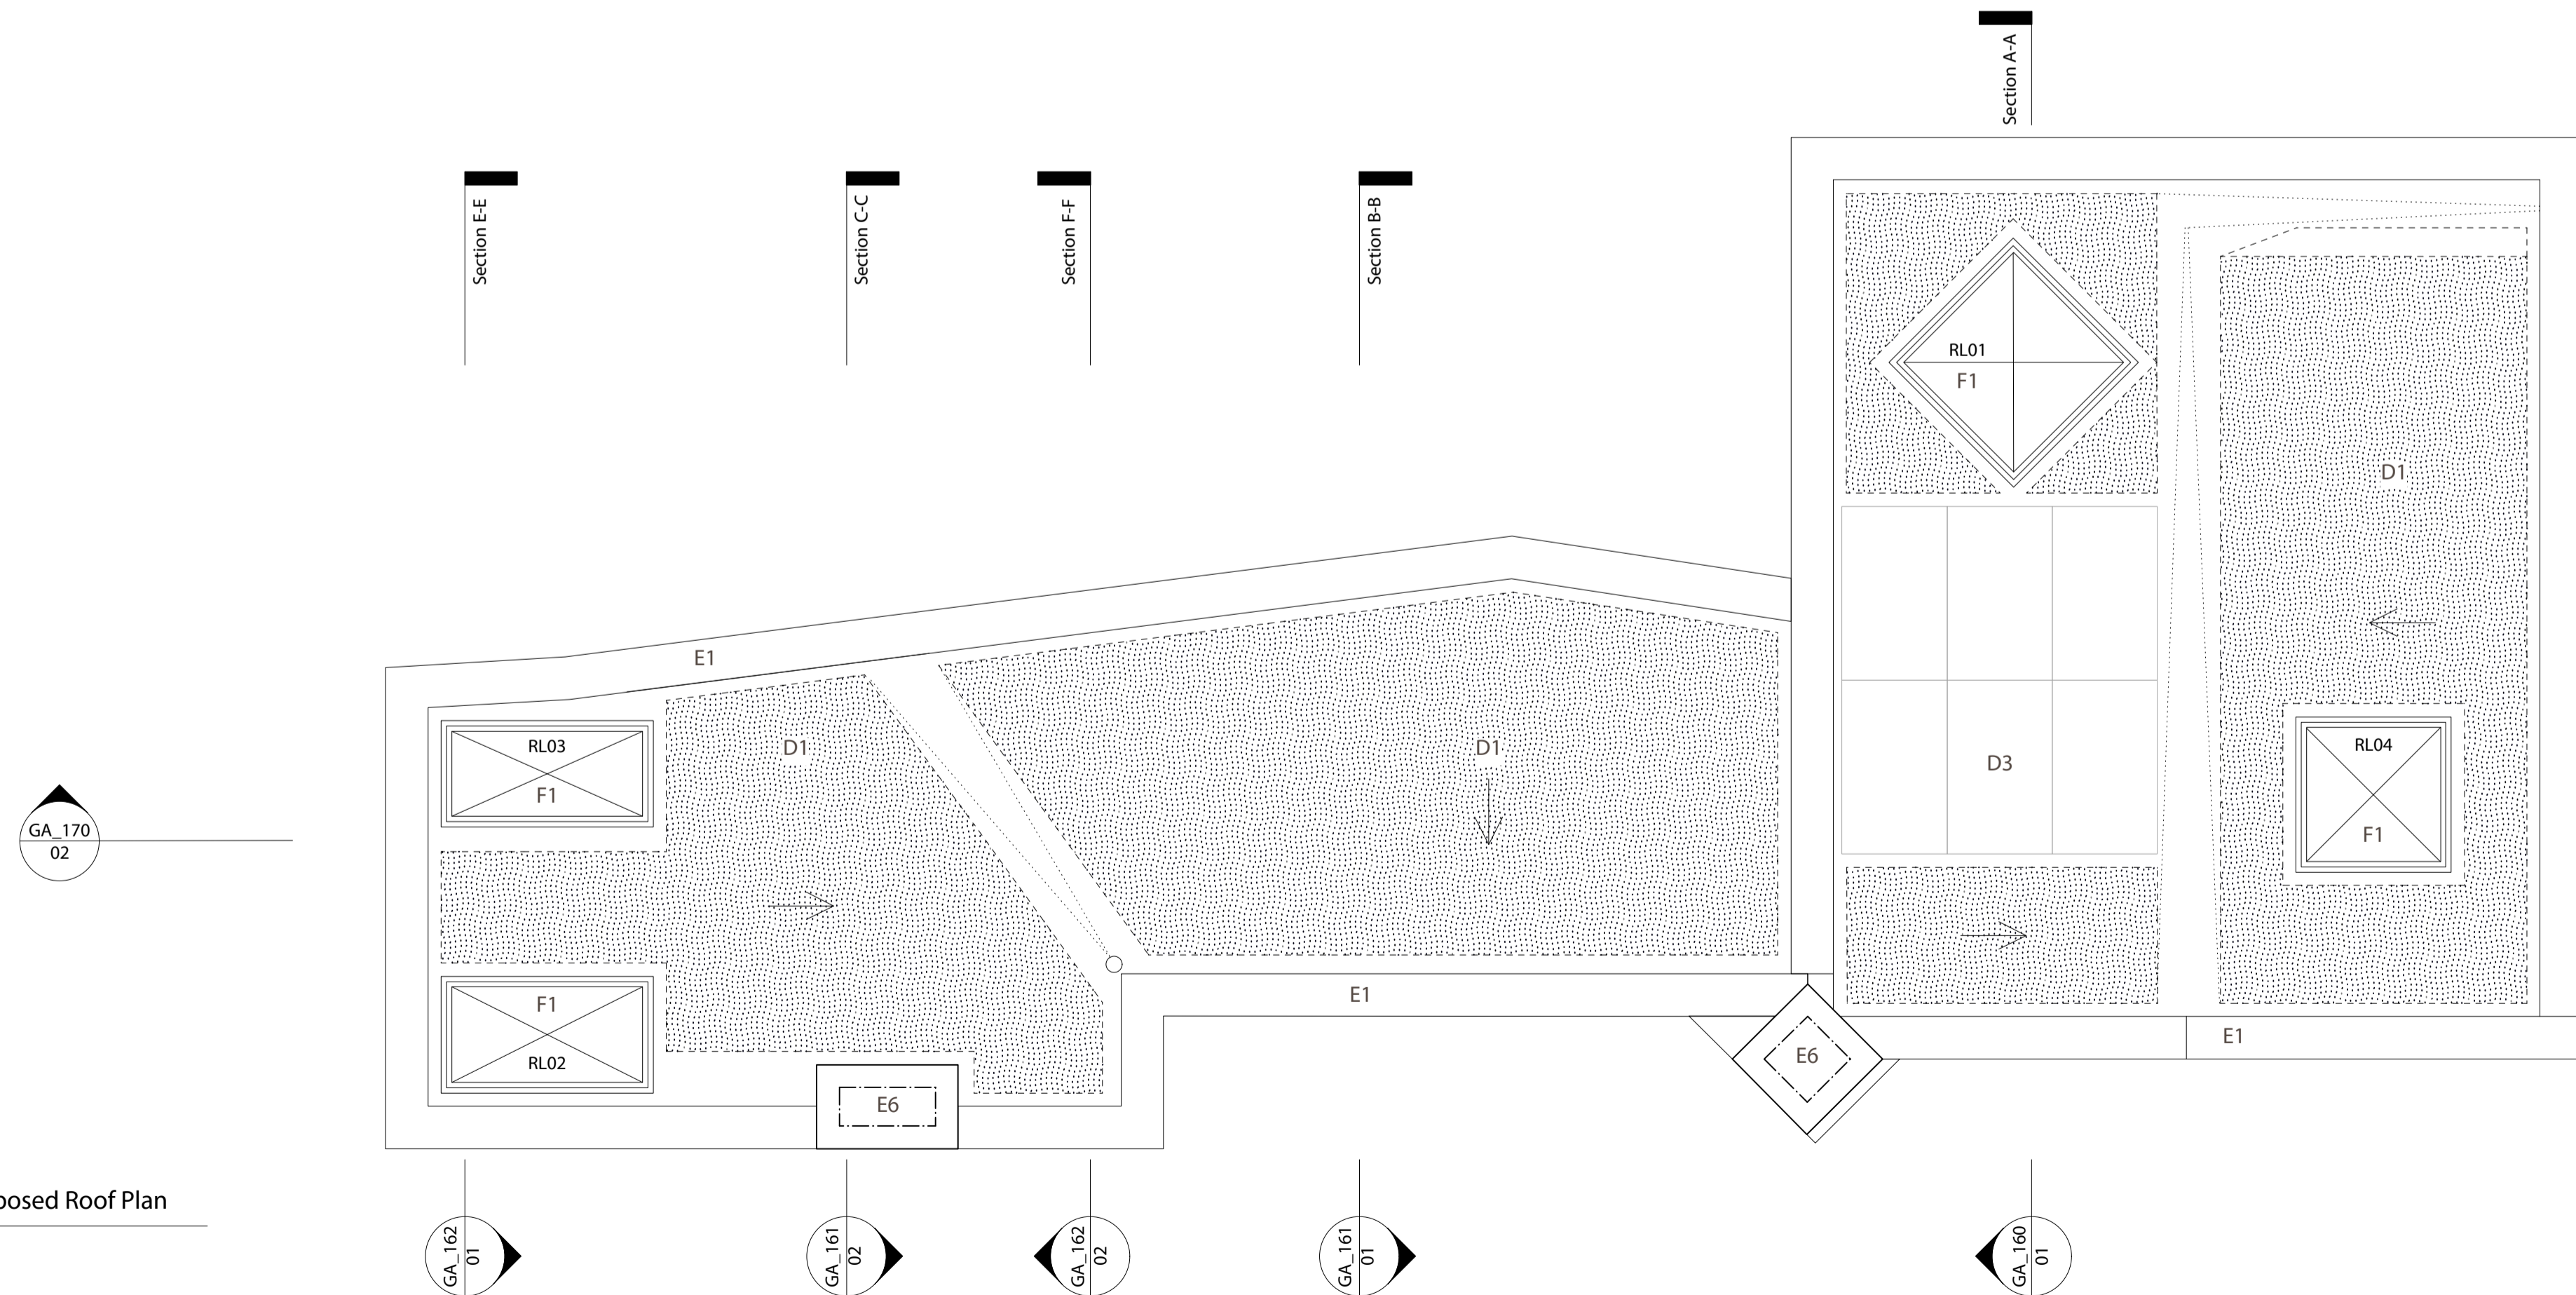 Section A-A
Section E-E
Section C-C
Section F-F
Section B-B
RL01
F1
D1
E1
RL03
F1
D1
D1
D3
RL04
F1
GA_170
02
F1
RL02
E6
E1
E6
E1
posed Roof Plan
GA_162
01
GA_161
02
GA_162
02
GA_161
01
GA_160
01